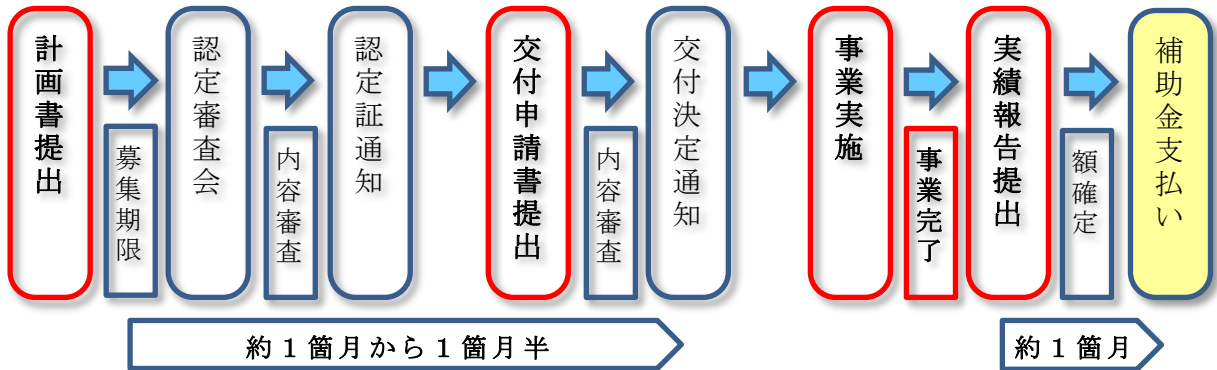 計画書提出
募集期限
認定審査会
内容審査
認定証通知
交付申請書提出
内容審査
交付決定通知
事業実施
事業完了
実績報告提出
額確定
補助金支払い
約１箇月から１箇月半
約１箇月